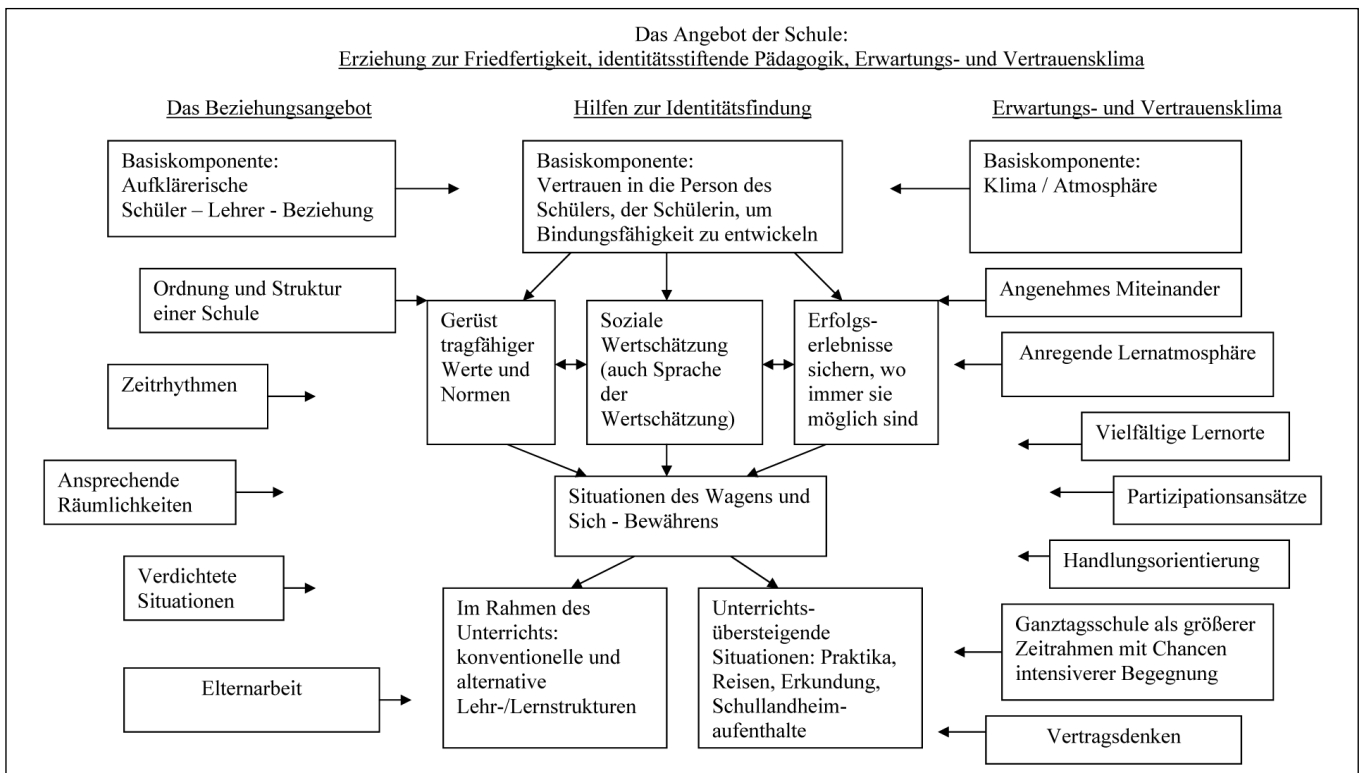 Das Angebot der Schule:
Erziehung zur Friedfertigkeit, identitätsstiftende Pädagogik, Erwartungs- und Vertrauensklima
Das Beziehungsangebot
Basiskomponente:
Aufklärerische
Schüler – Lehrer - Beziehung
Ordnung und Struktur
einer Schule
Zeitrhythmen
Ansprechende
Räumlichkeiten
Verdichtete
Situationen
Elternarbeit
Hilfen zur Identitätsfindung
Basiskomponente:
Vertrauen in die Person des
Schülers, der Schülerin, um
Bindungsfähigkeit zu entwickeln
Gerüst
tragfähiger
Werte und
Normen
Soziale
Wertschätzung
(auch Sprache
der
Wertschätzung)
Erfolgs-
erlebnisse
sichern, wo
immer sie
möglich sind
Situationen des Wagens und
Sich - Bewährens
Im Rahmen des
Unterrichts:
konventionelle und
alternative
Lehr-/Lernstrukturen
Unterrichts-
übersteigende
Situationen: Praktika,
Reisen, Erkundung,
Schullandheim-
aufenthalte
Erwartungs- und Vertrauensklima
Basiskomponente:
Klima / Atmosphäre
Angenehmes Miteinander
Anregende Lernatmosphäre
Vielfältige Lernorte
Partizipationsansätze
Handlungsorientierung
Ganztagsschule als größerer
Zeitrahmen mit Chancen
intensiverer Begegnung
Vertragsdenken